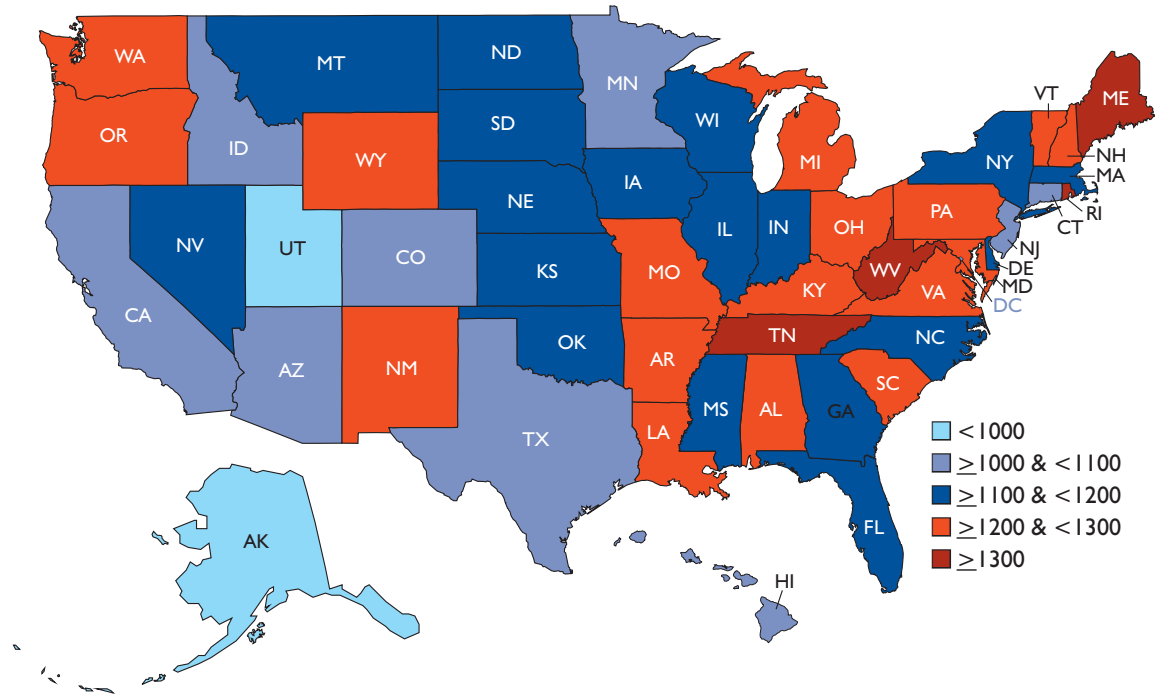 WA
MT
ND
MN
OR
ID
WY
SD
WI
MI
VT
ME
NH
MA
NY
RI
CT
NV
UT
CO
NE
IA
IL
IN
OH
PA
NJ
DE
MD
DC
CA
KS
MO
KY
WV
VA
AZ
NM
OK
AR
TN
NC
TX
LA
MS
AL
GA
SC
FL
AK
HI
<1000
≥1000 & <1100
≥1100 & <1200
≥1200 & <1300
≥1300